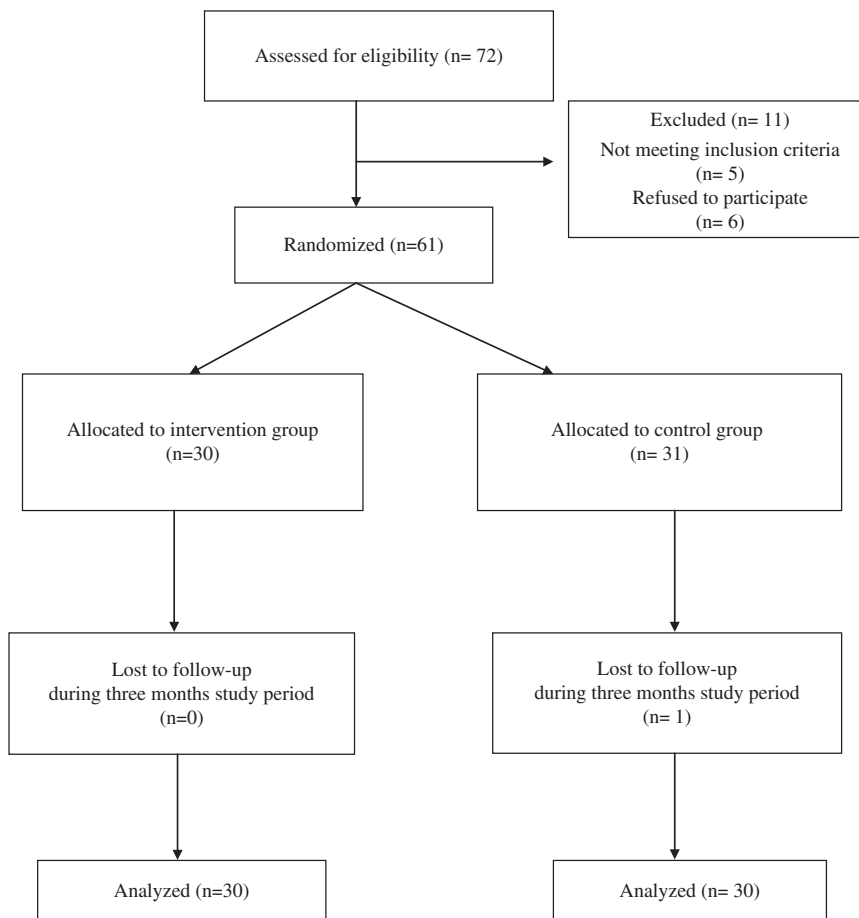 Assessed for eligibility (n= 72)
Excluded (n= 11)
Not meeting inclusion criteria
(n= 5)
Refused to participate
(n= 6)
Randomized (n=61)
Allocated to intervention group
(n=30)
Allocated to control group
(n= 31)
Lost to follow-up
during three months study period
(n=0)
Lost to follow-up
during three months study period
(n= 1)
Analyzed (n=30)
Analyzed (n= 30)